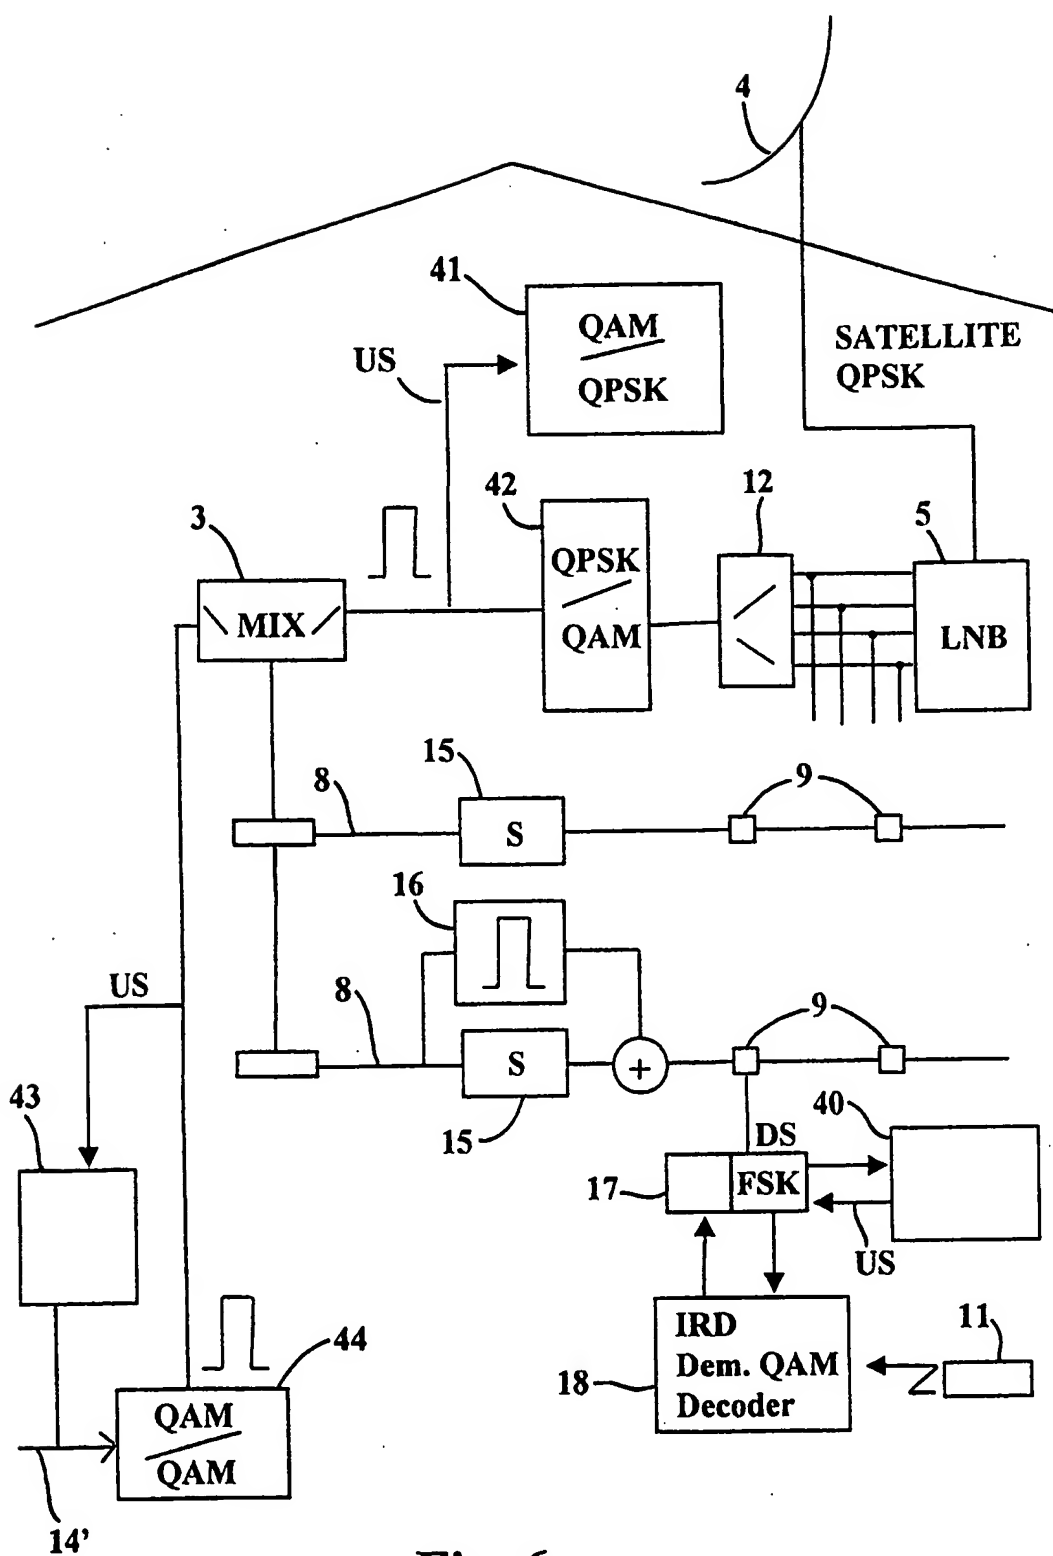 4
41
QAM
QPSK
US
SATELLITE
QPSK
42
12
5
3
QPSK
QAM
MIX
LNB
15
8
9
S
16
US
8
9
S
+
43
15
DS
40
17
FSK
US
11
44
IRD
Dem. QAM
Decoder
18
QAM
QAM
14'